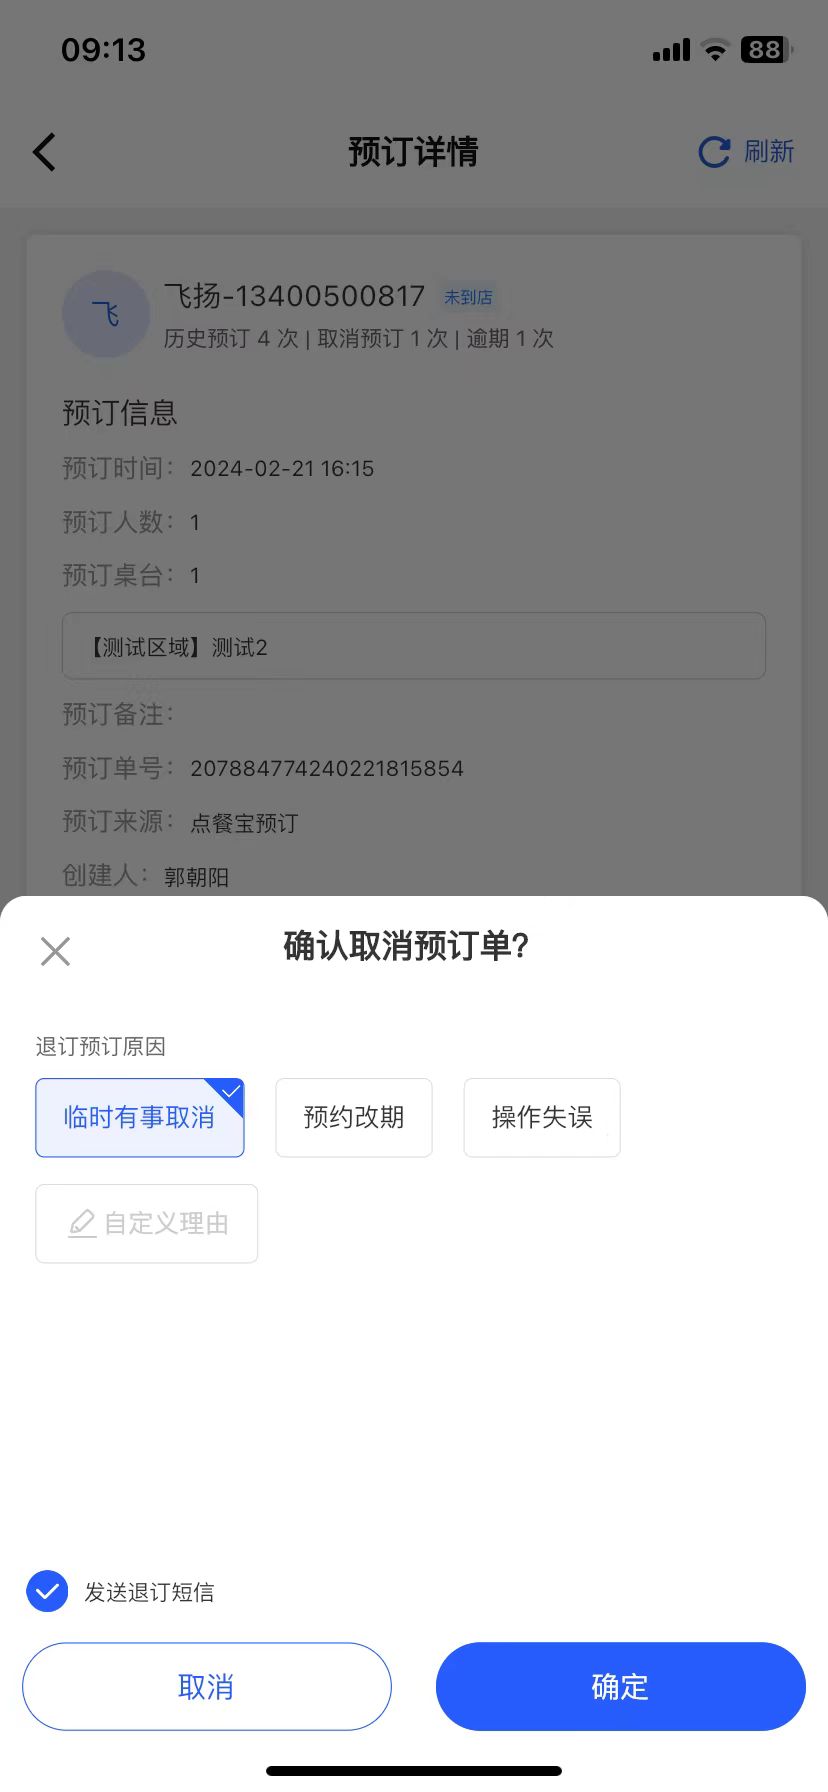 09:13
88
预订详情
刷新
飞
飞扬-13400500817 未到店
历史预订 4 次 | 取消预订 1 次 | 逾期 1 次
预订信息
预订时间： 2024-02-21 16:15
预订人数： 1
预订桌台： 1
【测试区域】测试2
预订备注：
预订单号： 207884774240221815854
预订来源： 点餐宝预订
创建人： 郭朝阳
确认取消预订单?
退订预订原因
临时有事取消 预约改期 操作失误
自定义理由
发送退订短信
取消 确定